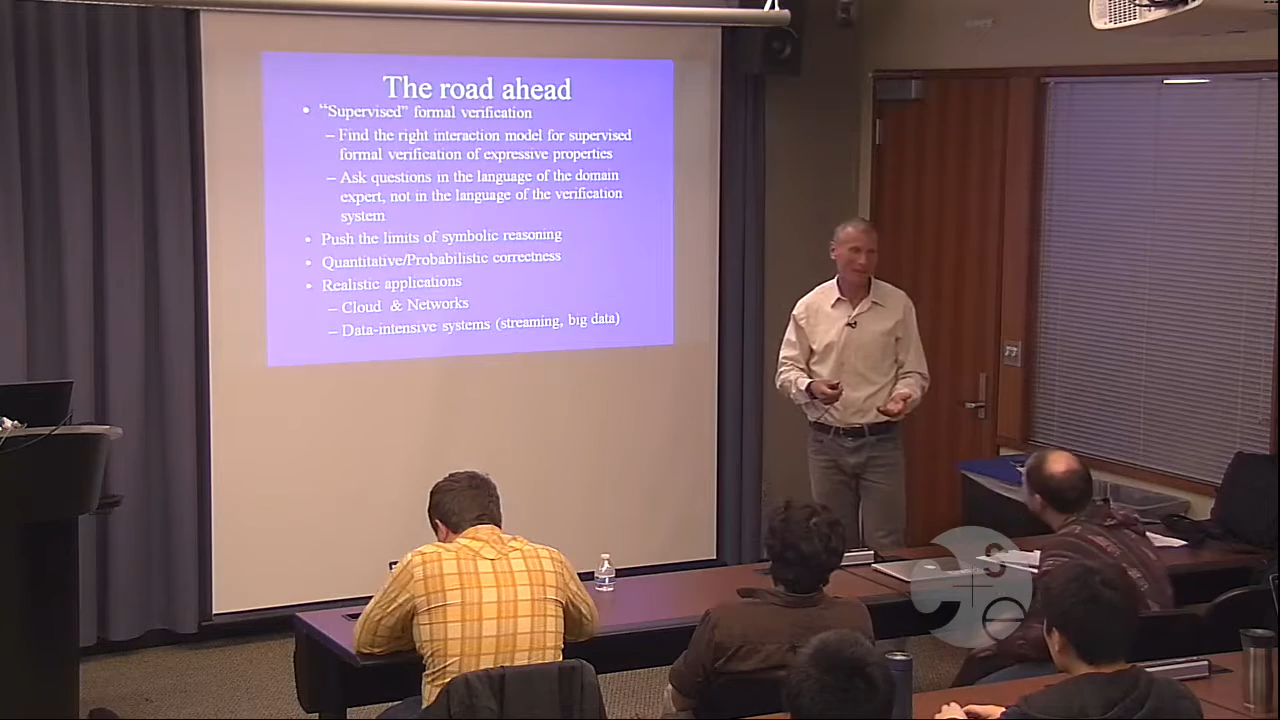 The road ahead
• “Supervised” formal verification
– Find the right interaction model for supervised
formal verification of expressive properties
– Ask questions in the language of the domain
expert, not in the language of the verification
system
• Push the limits of symbolic reasoning
• Quantitative/Probabilistic correctness
• Realistic applications
– Cloud & Networks
– Data-intensive systems (streaming, big data)
S
e